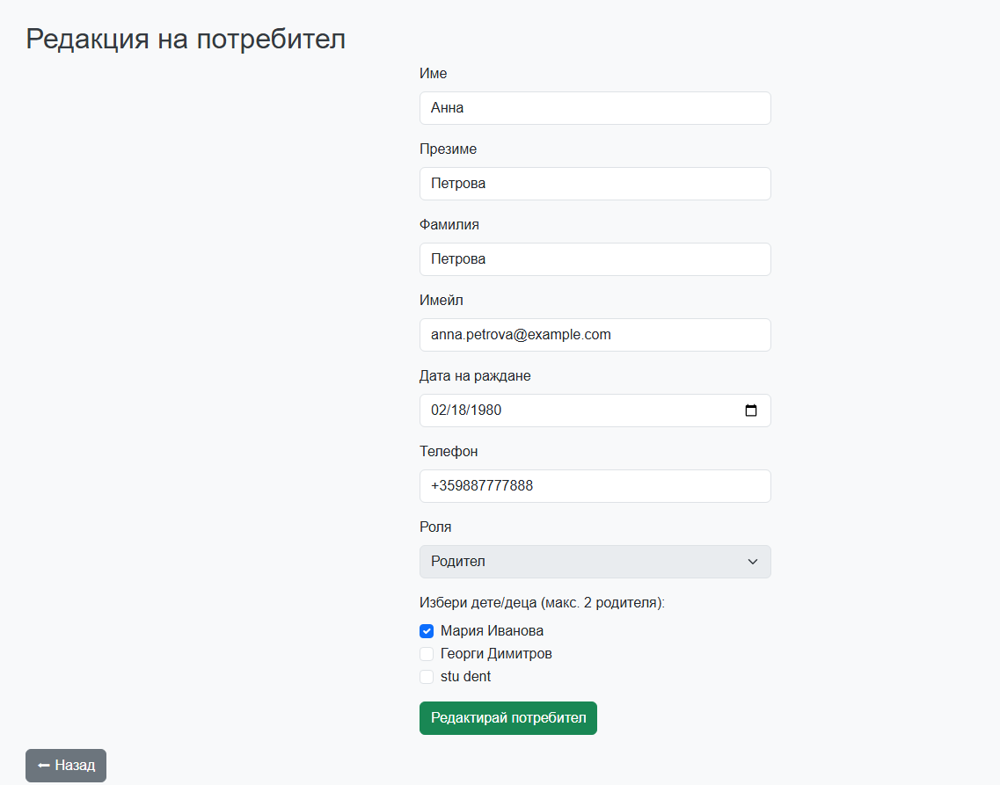 Редакция на потребител
Име
Анна
Презиме
Петрова
Фамилия
Петрова
Имейл
anna.petrova@example.com
Дата на раждане
02/18/1980
Телефон
+359887777888
Роля
Родител
Избери дете/деца (макс. 2 родителя):
Мария Иванова
Георги Димитров
stu dent
Редактирай потребител
Назад